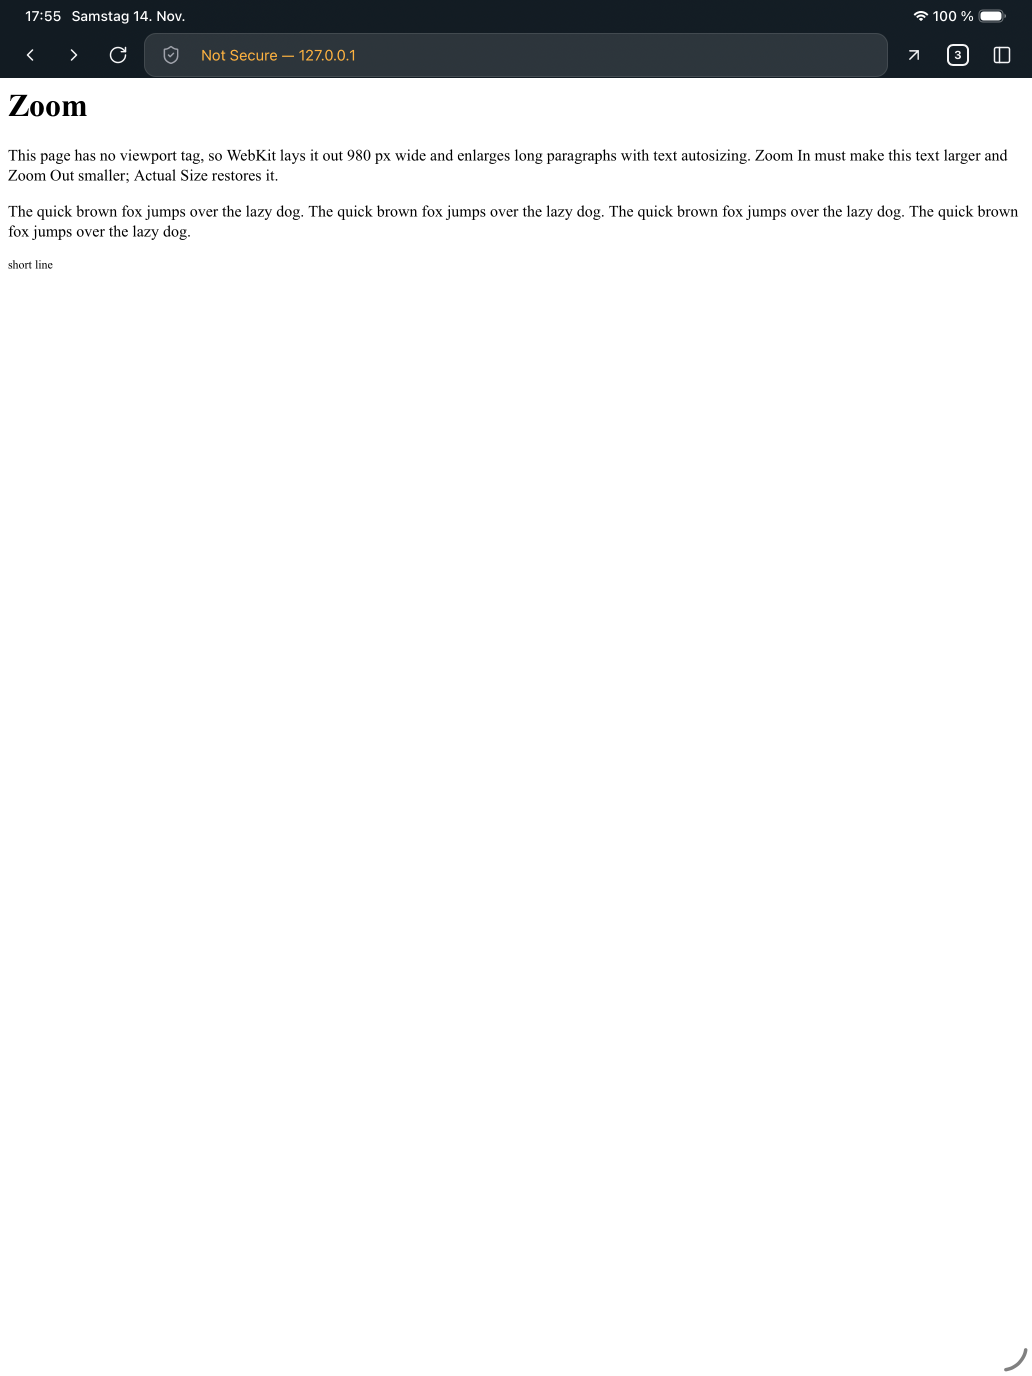 17:55 Samstag 14. Nov.
100 %
Not Secure — 127.0.0.1
3
Zoom
This page has no viewport tag, so WebKit lays it out 980 px wide and enlarges long paragraphs with text autosizing. Zoom In must make this text larger and
Zoom Out smaller; Actual Size restores it.
The quick brown fox jumps over the lazy dog. The quick brown fox jumps over the lazy dog. The quick brown fox jumps over the lazy dog. The quick brown
fox jumps over the lazy dog.
short line